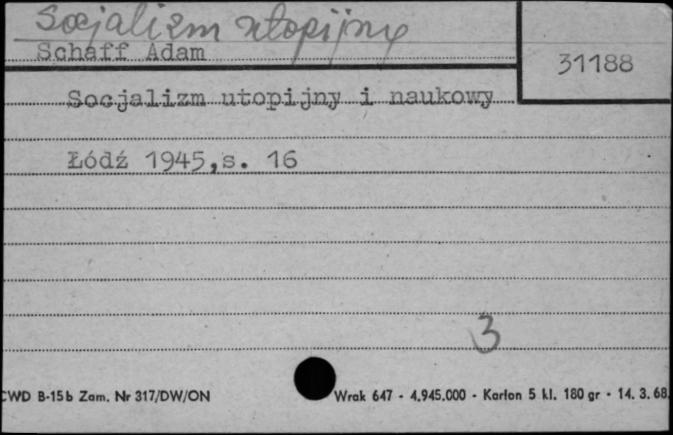 Socjalizm utopijny
Schaff Adam
31188
Socjalizm utopijny i naukowy
Łódź 1945,s. 16
3
CWD B-15b Zam. Nr 317/DW/ON
Wrak 647 - 4.945.000 - Karton 5 kl. 180 gr - 14. 3. 68.